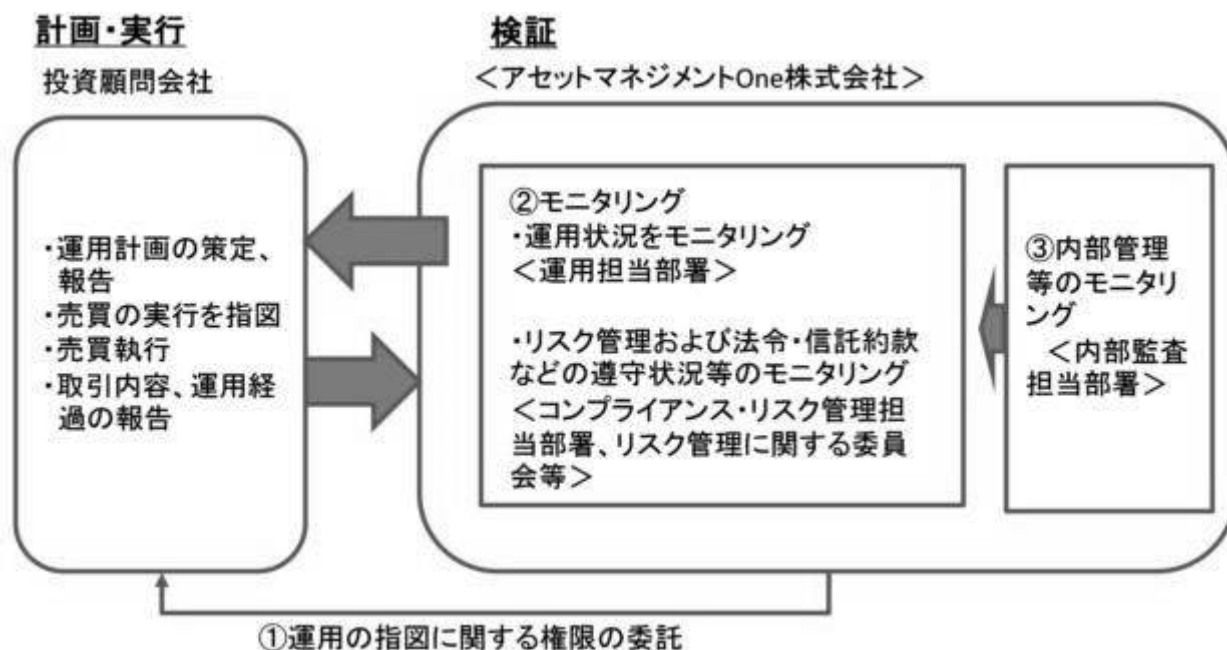 計画・実行
投資顧問会社
・運用計画の策定、
報告
・売買の実行を指図
・売買執行
・取引内容、運用経
過の報告
検証
＜アセットマネジメントOne株式会社＞
②モニタリング
・運用状況をモニタリング
＜運用担当部署＞
・リスク管理および法令・信託約款
などの遵守状況等のモニタリング
＜コンプライアンス・リスク管理担
当部署、リスク管理に関する委員
会等＞
③内部管理
等のモニタリ
ング
＜内部監査
担当部署＞
①運用の指図に関する権限の委託